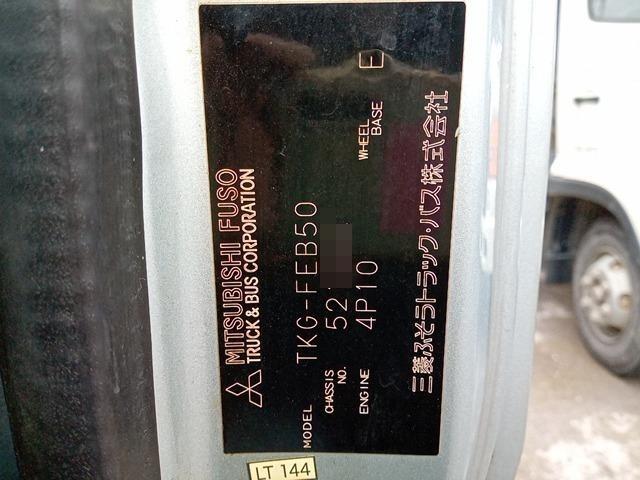 MITSUBISHI FUSO
TRUCK & BUS CORPORATION
MODEL TKG-FEB50
CHASSIS NO. 52
ENGINE 4P10 WHEEL BASE E
三菱ふそうトラック・バス株式会社
LT 144